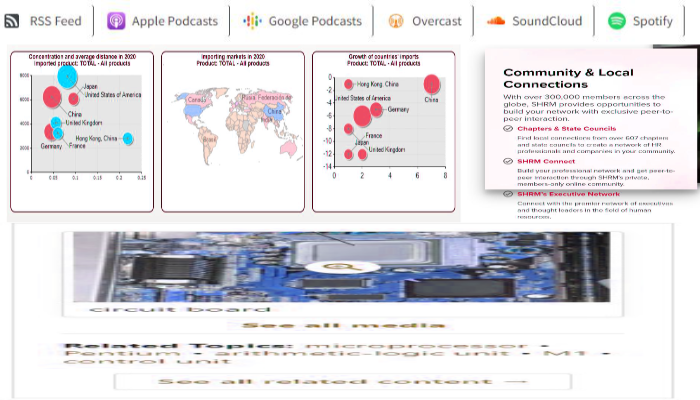 RSS Feed
Apple Podcasts
Google Podcasts
Overcast
SoundCloud
Spotify
Concentration and average distance in 2020
Imported product: TOTAL - All products
8000
6000
4000
2000
0
0
0.05
0.1
0.15
0.2
0.25
Japan
United States of America
China
United Kingdom
Hong Kong, China
Germany
France
Importing markets in 2020
Product: TOTAL - All products
Canada
Russia, Federation
China
India
Brazil
Growth of countries' imports
Product: TOTAL - All products
0
-2
-4
-6
-8
-10
-12
-14
0
2
4
6
8
Hong Kong, China
China
United States of America
Germany
France
Japan
United Kingdom
Community & Local
Connections
With over 300,000 members across the
globe, SHRM provides opportunities to
build your network with exclusive peer-to-
peer interaction.
Chapters & State Councils
Find local connections from over 607 chapters
and state councils to create a network of HR
professionals and companies in your community.
SHRM Connect
Build your professional network and get peer-to-
peer interaction through SHRM's private,
members-only online community.
SHRM's Executive Network
Connect with the premier network of executives
and thought leaders in the field of human
resources.
circuit board
See all media
Related Topics: microprocessor •
Pentium • arithmetic-logic unit • M1 •
control unit
See all related content →